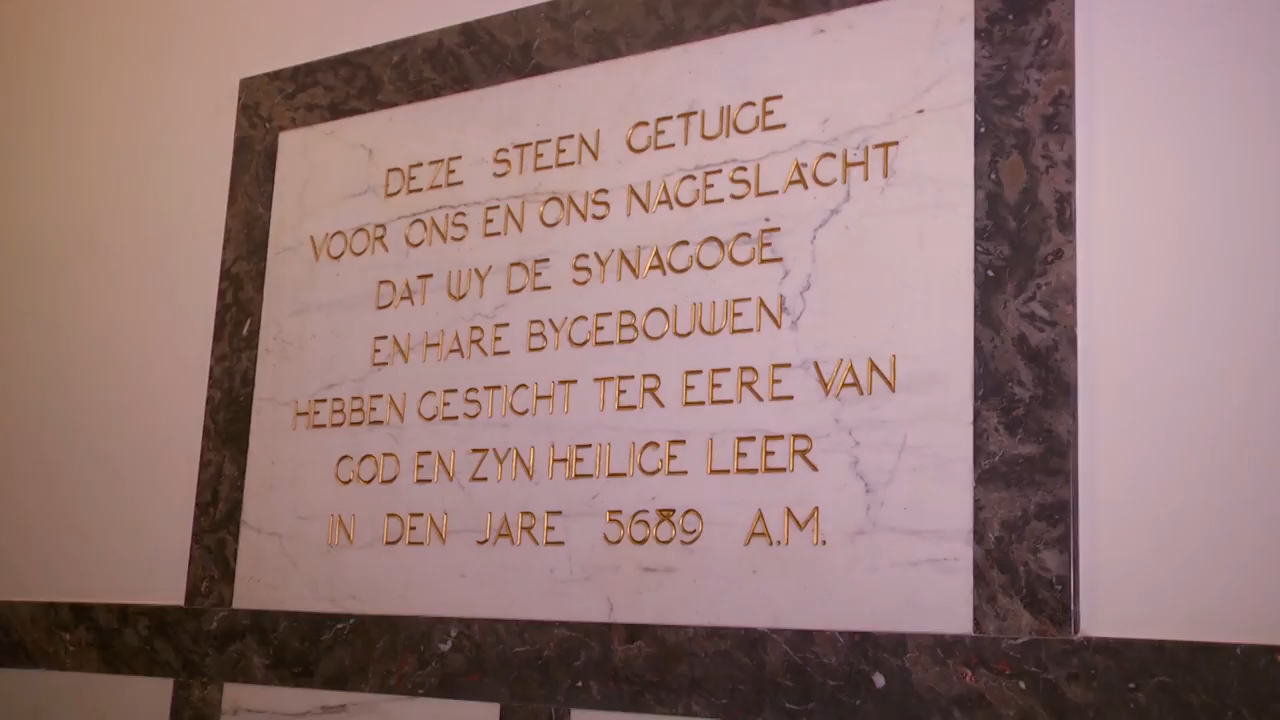 DEZE STEEN GETUIGE
VOOR ONS EN ONS NAGESLACHT
DAT WY DE SYNAGOGE
EN HARE BYGEBOUWEN
HEBBEN GESTICHT TER EERE VAN
GOD EN ZYN HEILIGE LEER
IN DEN JARE 5689 A.M.